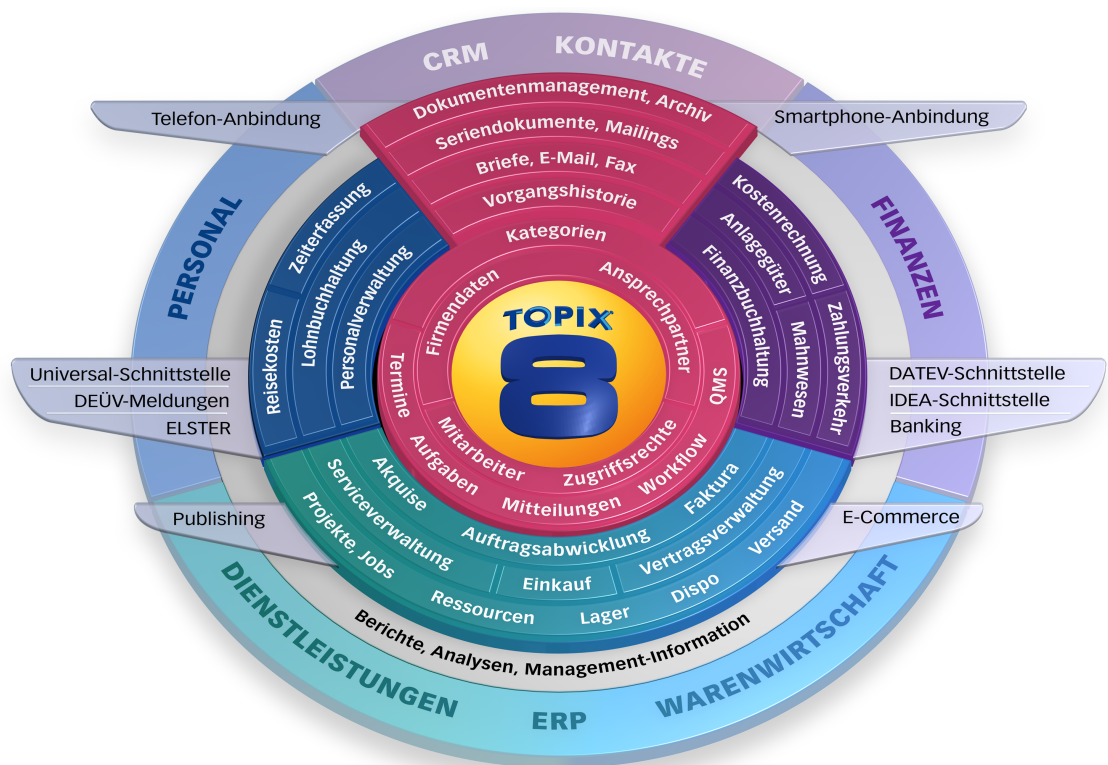 CRM KONTAKTE
Dokumentenmanagement, Archiv
Telefon-Anbindung
Smartphone-Anbindung
Seriendokumente, Mailings
Briefe, E-Mail, Fax
Vorgangshistorie
PERSONAL
Zeiterfassung
Lohnbuchhaltung
Personalverwaltung
Reisekosten
Kategorien
Firmendaten
Ansprechpartner
TOPIX®
8
Termine
QMS
Mitarbeiter
Zugriffsrechte
Aufgaben
Mitteilungen
Workflow
Kostenrechnung
Anlagegüter
Finanzbuchhaltung
Zahlungsverkehr
Mahnwesen
FINANZEN
Universal-Schnittstelle
DEÜV-Meldungen
ELSTER
DATEV-Schnittstelle
IDEA-Schnittstelle
Banking
Publishing
E-Commerce
Akquise
Auftragsabwicklung
Faktura
Serviceverwaltung
Einkauf
Vertragsverwaltung
Projekte, Jobs
Ressourcen
Lager
Dispo
Versand
Berichte, Analysen, Management-Information
DIENSTLEISTUNGEN
ERP
WARENWIRTSCHAFT